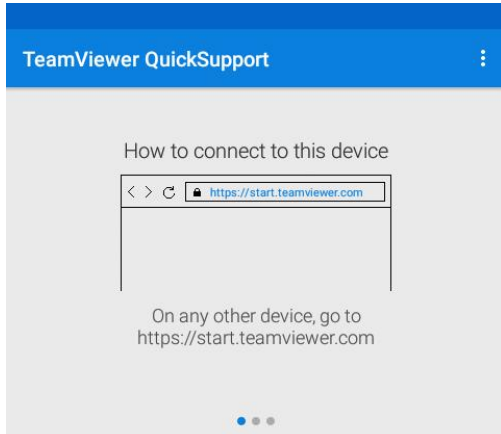 TeamViewer QuickSupport
How to connect to this device
https://start.teamviewer.com
On any other device, go to
https://start.teamviewer.com